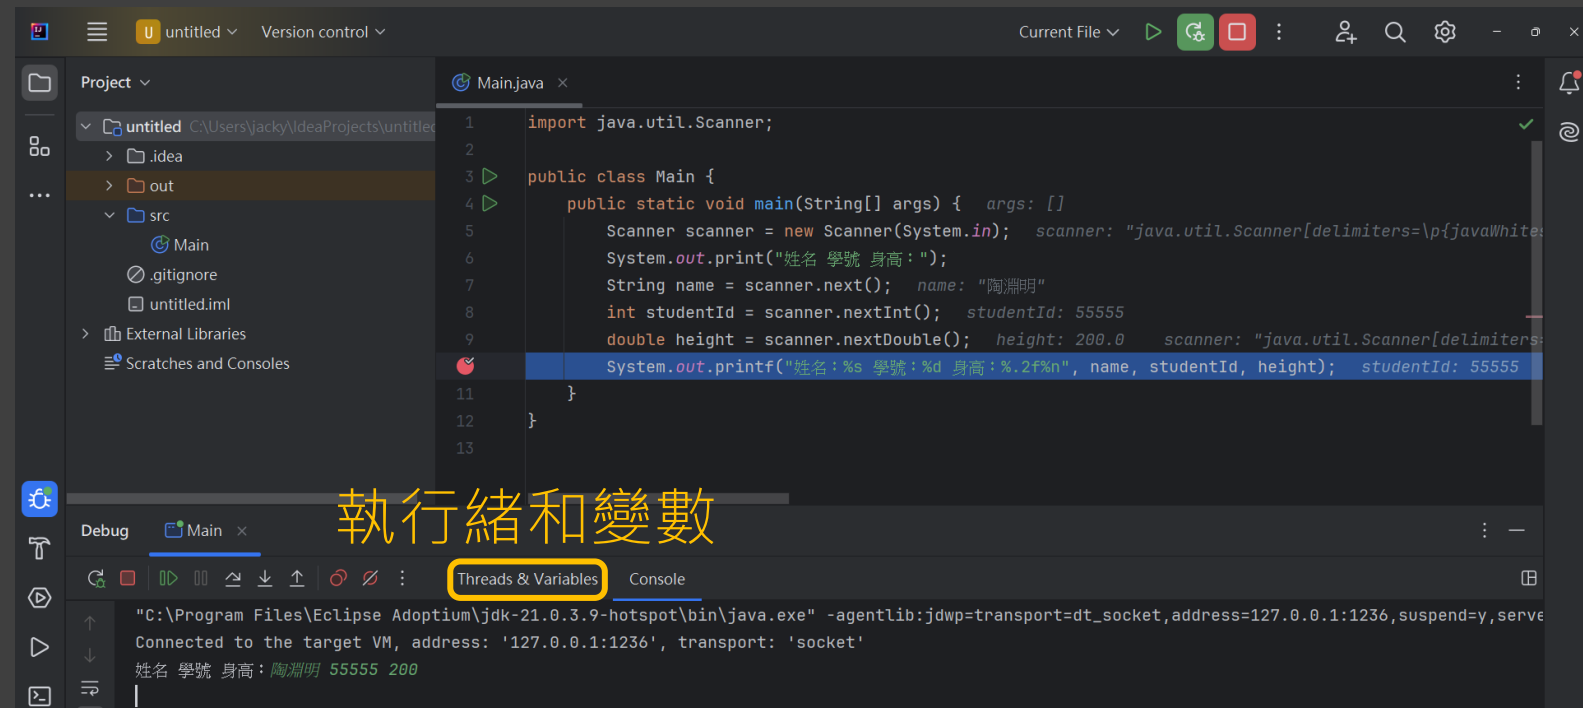 U untitled Version control Current File
Project
Main.java
untitled C:\Users\jacky\IdeaProjects\untitled
.idea
out
src
Main
.gitignore
untitled.iml
External Libraries
Scratches and Consoles
1 import java.util.Scanner;
2
3 public class Main {
4 public static void main(String[] args) { args: []
5 Scanner scanner = new Scanner(System.in); scanner: "java.util.Scanner[delimiters=\p{javaWhites
6 System.out.print("姓名 學號 身高：");
7 String name = scanner.next(); name: "陶淵明"
8 int studentId = scanner.nextInt(); studentId: 55555
9 double height = scanner.nextDouble(); height: 200.0 scanner: "java.util.Scanner[delimiters=
System.out.printf("姓名：%s 學號：%d 身高：%.2f%n", name, studentId, height); studentId: 55555
11 }
12 }
13
執行緒和變數
Debug Main
Threads & Variables Console
"C:\Program Files\Eclipse Adoptium\jdk-21.0.3.9-hotspot\bin\java.exe" -agentlib:jdwp=transport=dt_socket,address=127.0.0.1:1236,suspend=y,serve
Connected to the target VM, address: '127.0.0.1:1236', transport: 'socket'
姓名 學號 身高：陶淵明 55555 200